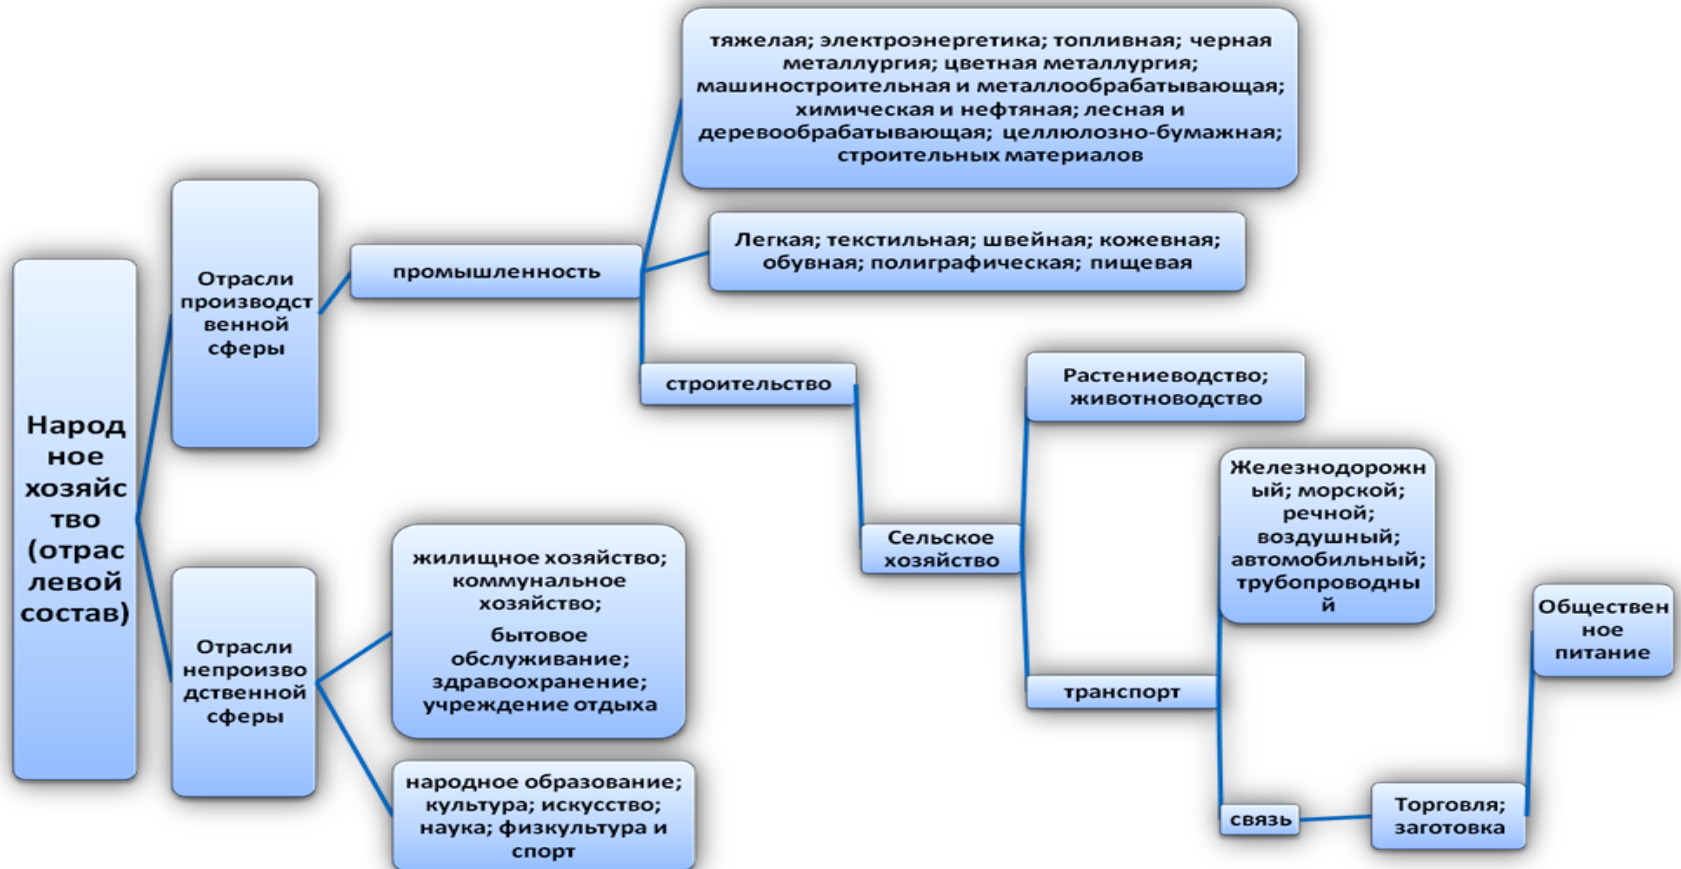 Народ
ное
хозяйс
тво
(отрас
левой
состав)
Отрасли
производст
венной
сферы
промышленность
тяжелая; электроэнергетика; топливная; черная
металлургия; цветная металлургия;
машиностроительная и металлообрабатывающая;
химическая и нефтяная; лесная и
деревообрабатывающая; целлюлозно-бумажная;
строительных материалов
Легкая; текстильная; швейная; кожевная;
обувная; полиграфическая; пищевая
строительство
Сельское
хозяйство
Растениеводство;
животноводство
транспорт
Железнодорожн
ый; морской;
речной;
воздушный;
автомобильный;
трубопроводны
й
связь
Торговля;
заготовка
Обществен
ное
питание
Отрасли
непроизво
дственной
сферы
жилищное хозяйство;
коммунальное
хозяйство;
бытовое
обслуживание;
здравоохранение;
учреждение отдыха
народное образование;
культура; искусство;
наука; физкультура и
спорт